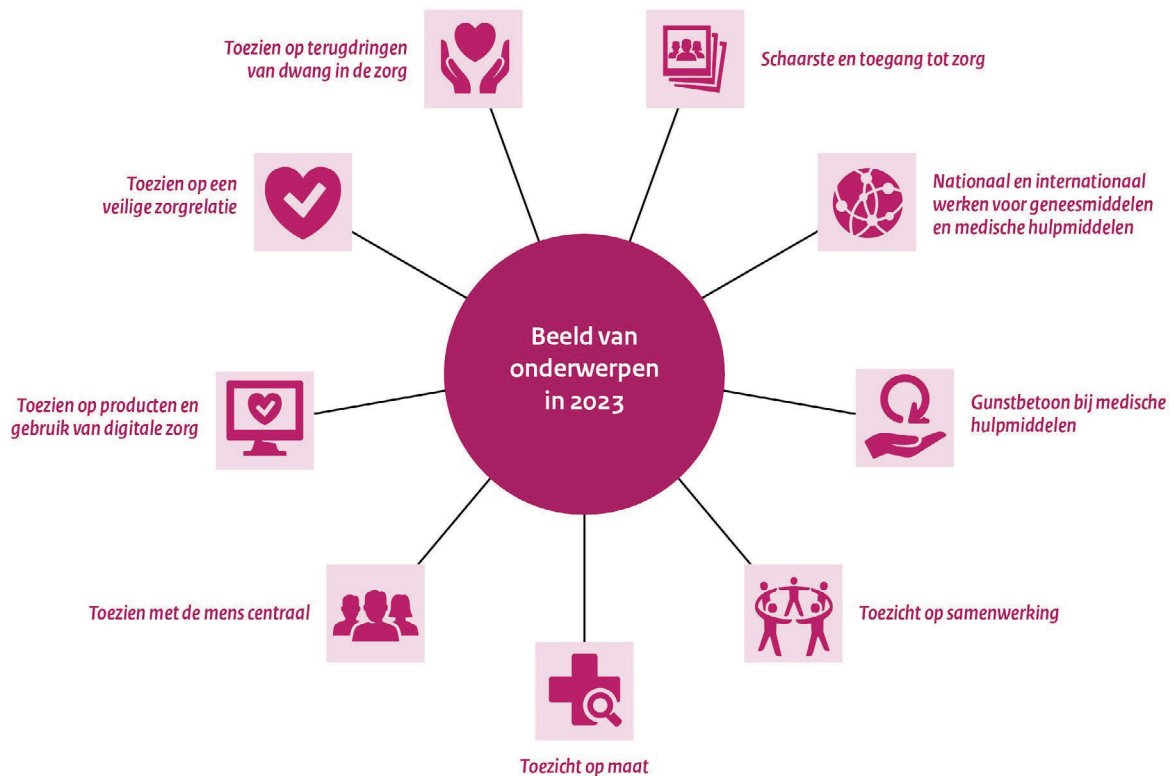 Toezien op terugdringen
van dwang in de zorg
Schaarste en toegang tot zorg
Toezien op een
veilige zorgrelatie
Nationaal en internationaal
werken voor geneesmiddelen
en medische hulpmiddelen
Beeld van
onderwerpen
in 2023
Toezien op producten en
gebruik van digitale zorg
Gunstbetoon bij medische
hulpmiddelen
Toezien met de mens centraal
Toezicht op samenwerking
Toezicht op maat